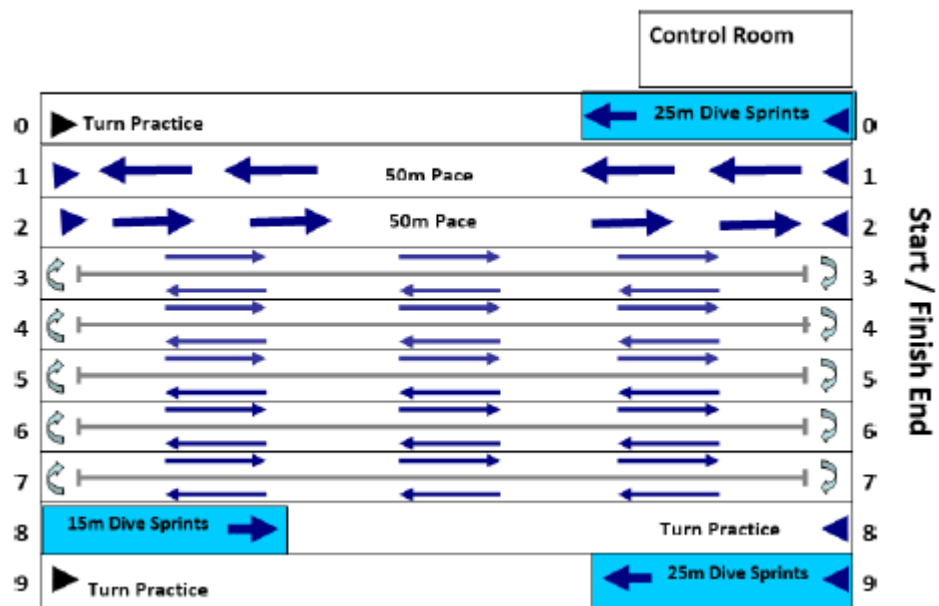 Control Room
0 Turn Practice 25m Dive Sprints 0
1 50m Pace 1
2 50m Pace 2
3 3
4 4
5 5
6 6
7 7
8 15m Dive Sprints Turn Practice 8
9 Turn Practice 25m Dive Sprints 9
Start / Finish End